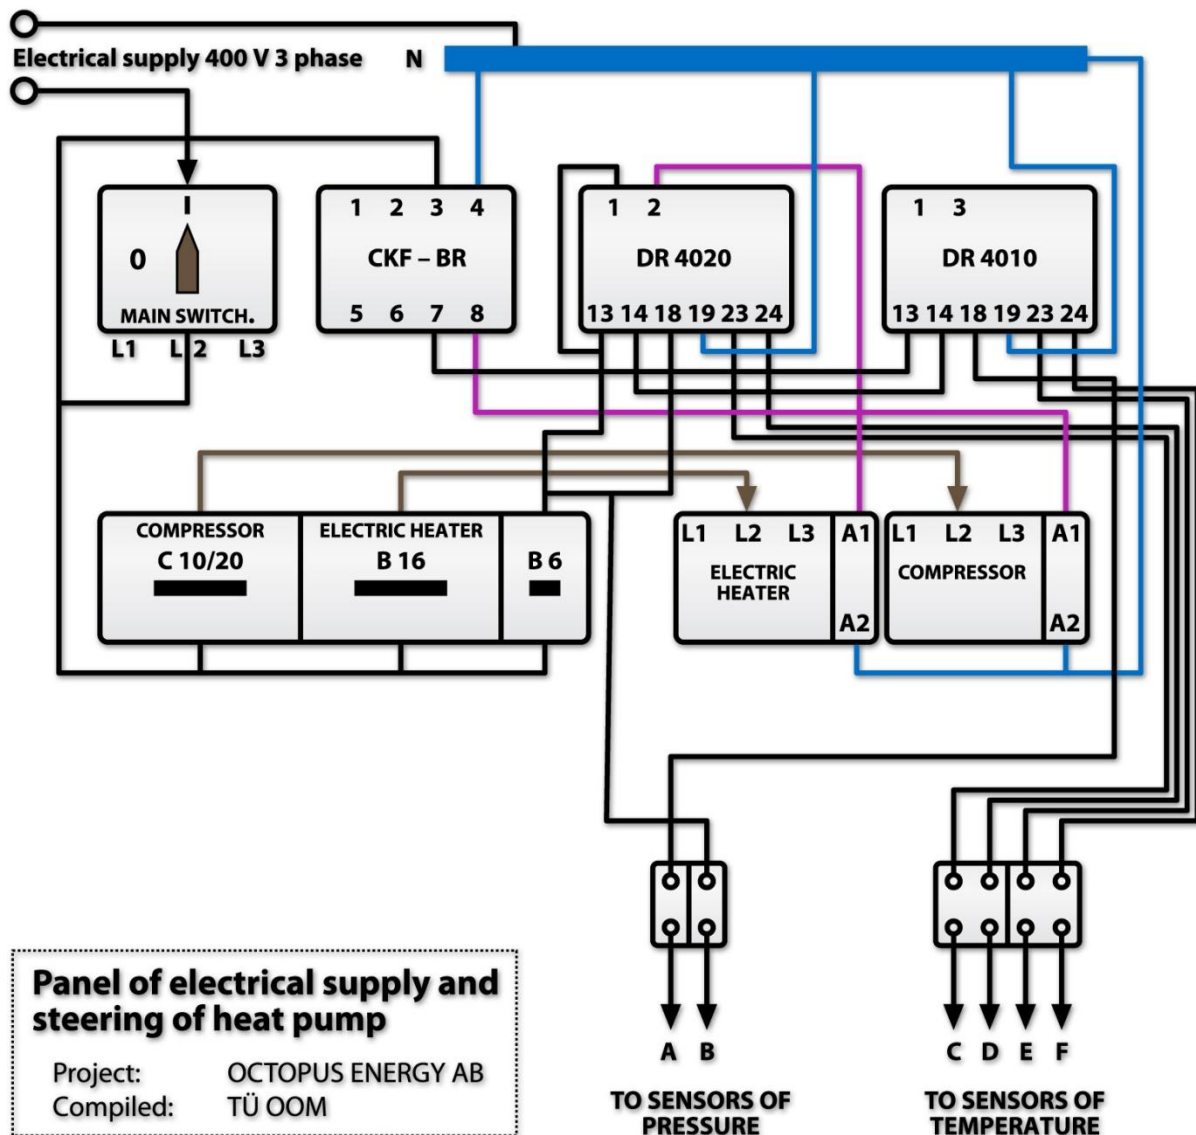 Electrical supply 400 V 3 phase N
1 2 3 4
1 2
1 3
0 I
CKF – BR
DR 4020
DR 4010
MAIN SWITCH.
5 6 7 8
13 14 18 19 23 24
13 14 18 19 23 24
L1 L 2 L3
COMPRESSOR
C 10/20
ELECTRIC HEATER
B 16
B 6
L1 L2 L3 A1
ELECTRIC
HEATER
A2
L1 L2 L3 A1
COMPRESSOR
A2
A B
TO SENSORS OF
PRESSURE
C D E F
TO SENSORS OF
TEMPERATURE
Panel of electrical supply and
steering of heat pump
Project: OCTOPUS ENERGY AB
Compiled: TÜ OOM